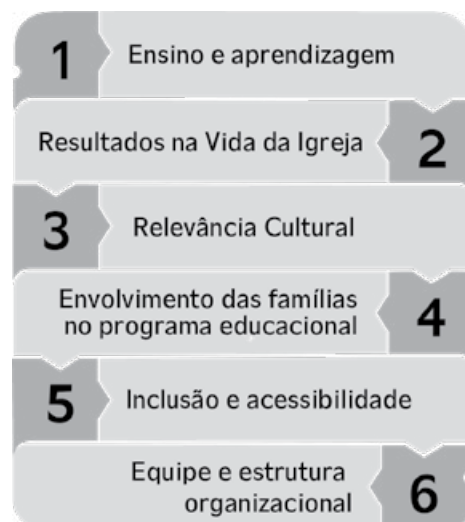 1 Ensino e aprendizagem
Resultados na Vida da Igreja 2
3 Relevância Cultural
Envolvimento das famílias
no programa educacional 4
5 Inclusão e acessibilidade
Equipe e estrutura
organizacional 6